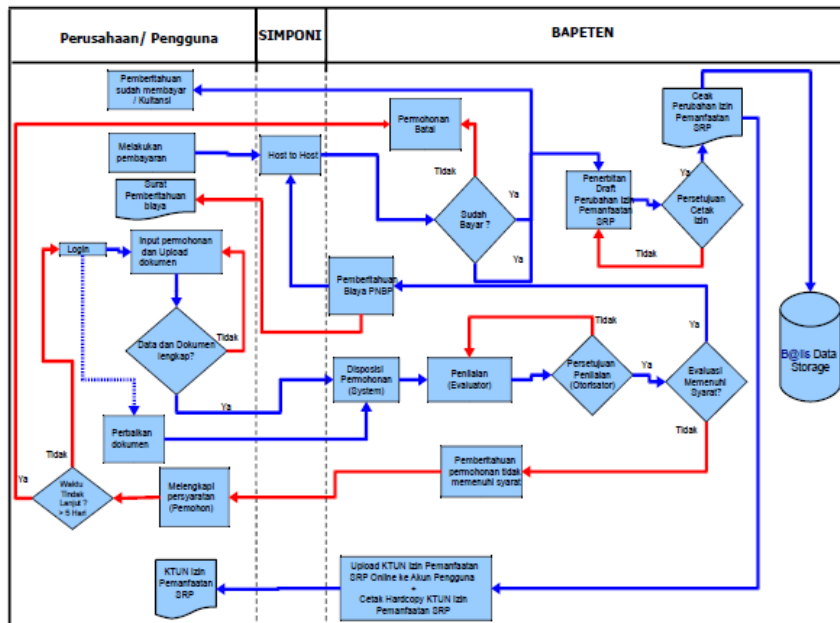 Perusahaan/ Pengguna
SIMPONI
BAPETEN
Pemberitahuan
sudah membayar
/ Kuitansi
Permohonan
Batal
Ceak
Perubahan Izin
Pemanfaatan
SRP
Melakukan
pembayaran
Host to Host
Tidak
Ya
Surat
Pemberitahuan
biaya
Sudah
Bayar ?
Ya
Ya
Penerbitan
Draft
Perubahan Izin
Pemanfaatan
SRP
Persetujuan
Cetak
Izin
Tidak
Login
Input permohonan
dan Upload
dokumen
Pemberitahuan
Biaya PNBP
Tidak
Data dan Dokumen
lengkap?
Ya
Disposisi
Permohonan
(System)
Penilaian
(Evaluator)
Tidak
Persetujuan
Penilaian
(Otorisator)
Ya
Ya
Evaluasi
Memenuhi
Syarat?
B@lis Data
Storage
Perbaikan
dokumen
Tidak
Tidak
Pemberitahuan
permohonan tidak
memenuhi syarat
Ya
Waktu
Tindak
Lanjut ?
> 5 Hari
Melengkapi
persyaratan
(Pemohon)
KTUN Izin
Pemanfaatan
SRP
Upload KTUN Izin Pemanfaatan
SRP Online ke Akun Pengguna
+
Cetak Hardcopy KTUN Izin
Pemanfaatan SRP